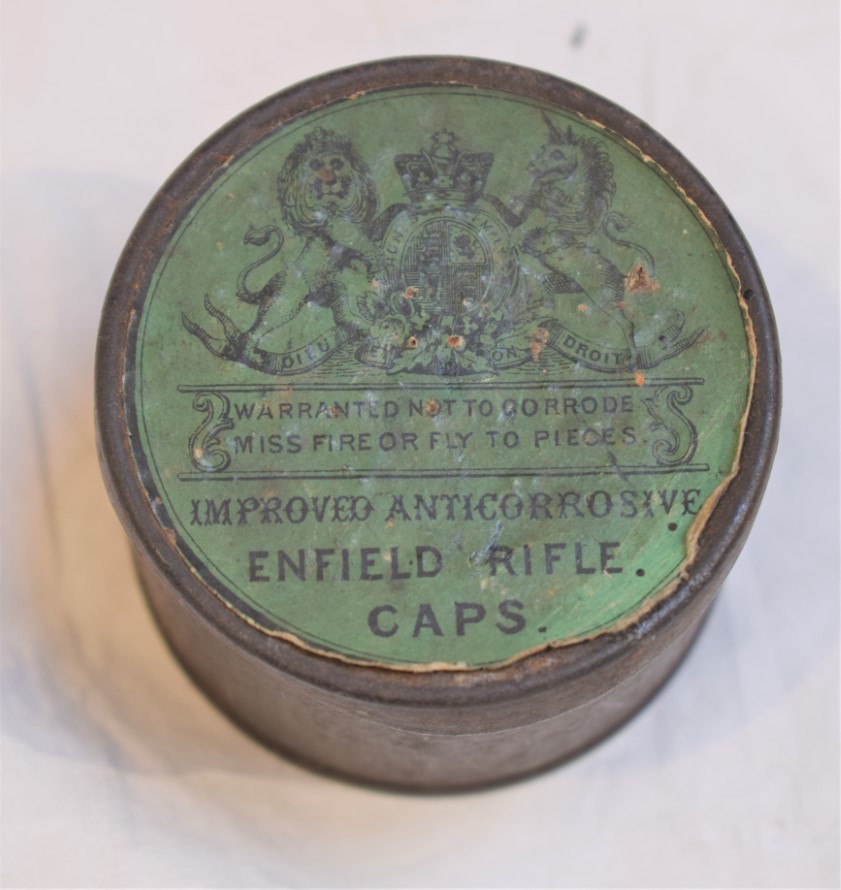 DIEU ET MON DROIT
WARRANTED NOT TO CORRODE
MISS FIRE OR FLY TO PIECES.
IMPROVED ANTICORROSIVE
ENFIELD RIFLE.
CAPS.